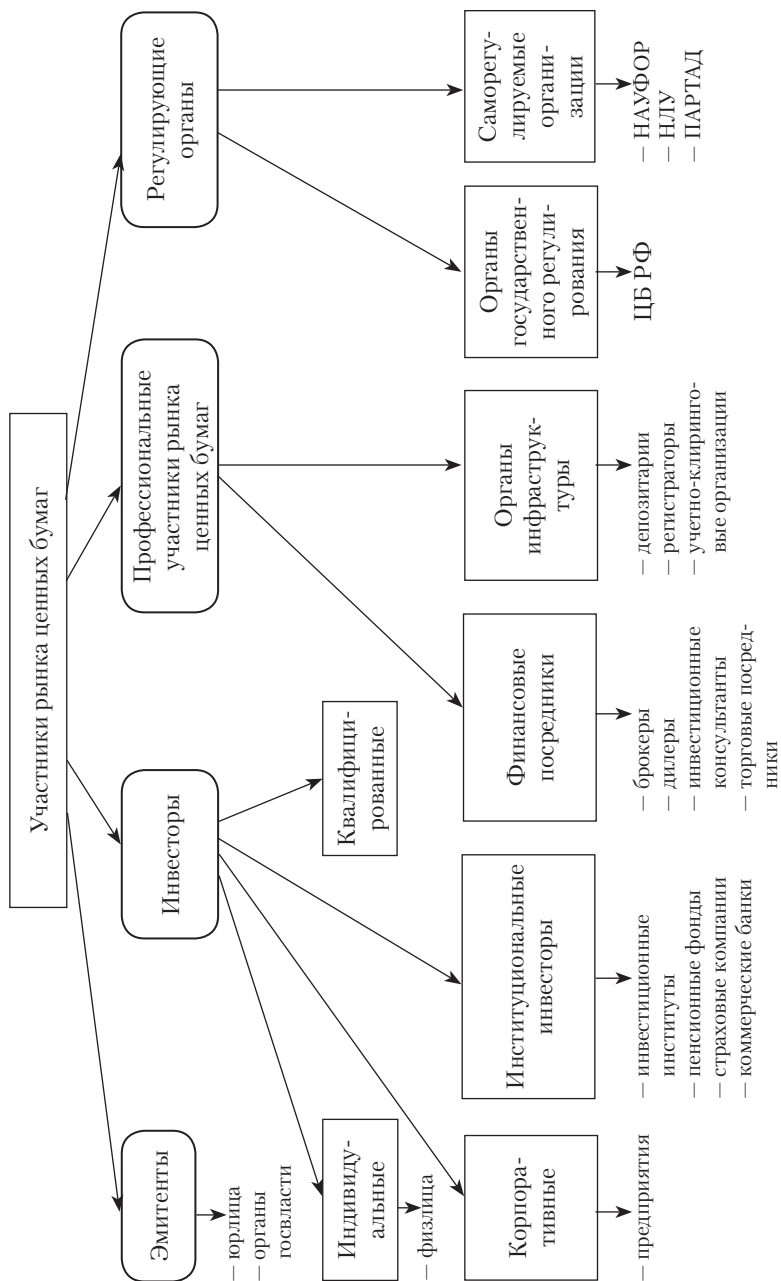 Участники рынка ценных бумаг
Эмитенты
— юрлица
— органы
госвласти
Инвесторы
Профессиональные
участники рынка
ценных бумаг
Регулирующие
органы
Индивиду-
альные
— физлица
Квалифици-
рованные
Корпора-
тивные
— предприятия
Институциональные
инвесторы
— инвестиционные
институты
— пенсионные фонды
— страховые компании
— коммерческие банки
Финансовые
посредники
— брокеры
— дилеры
— инвестиционные
консультанты
— торговые посред-
ники
Органы
инфраструк-
туры
— депозитарии
— регистраторы
— учетно-клиринго-
вые организации
Органы
государствен-
ного регули-
рования
ЦБ РФ
Саморегу-
лируемые
органи-
зации
— НАУФОР
— НЛУ
— ПАРТАД